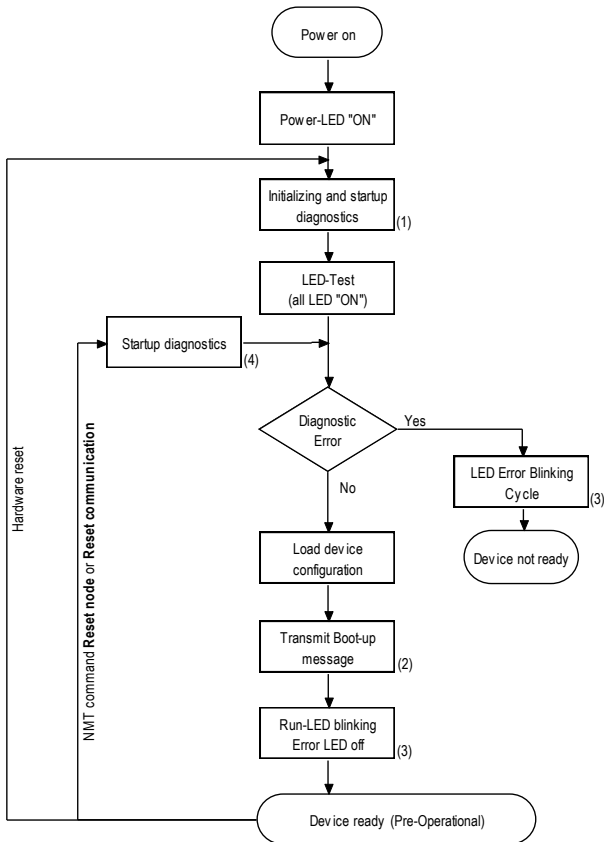 Power on
Power-LED "ON"
Initializing and startup
diagnostics
(1)
LED-Test
(all LED "ON")
Startup diagnostics
(4)
Diagnostic
Error
Yes
No
LED Error Blinking
Cycle
(3)
Device not ready
Load device
configuration
Transmit Boot-up
message
(2)
Run-LED blinking
Error LED off
(3)
Device ready (Pre-Operational)
Hardware reset
NMT command Reset node or Reset communication